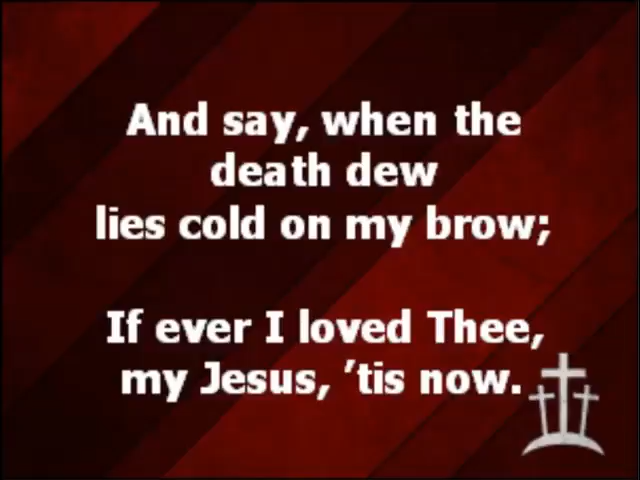 And say, when the
death dew
lies cold on my brow;
If ever I loved Thee,
my Jesus, ’tis now.